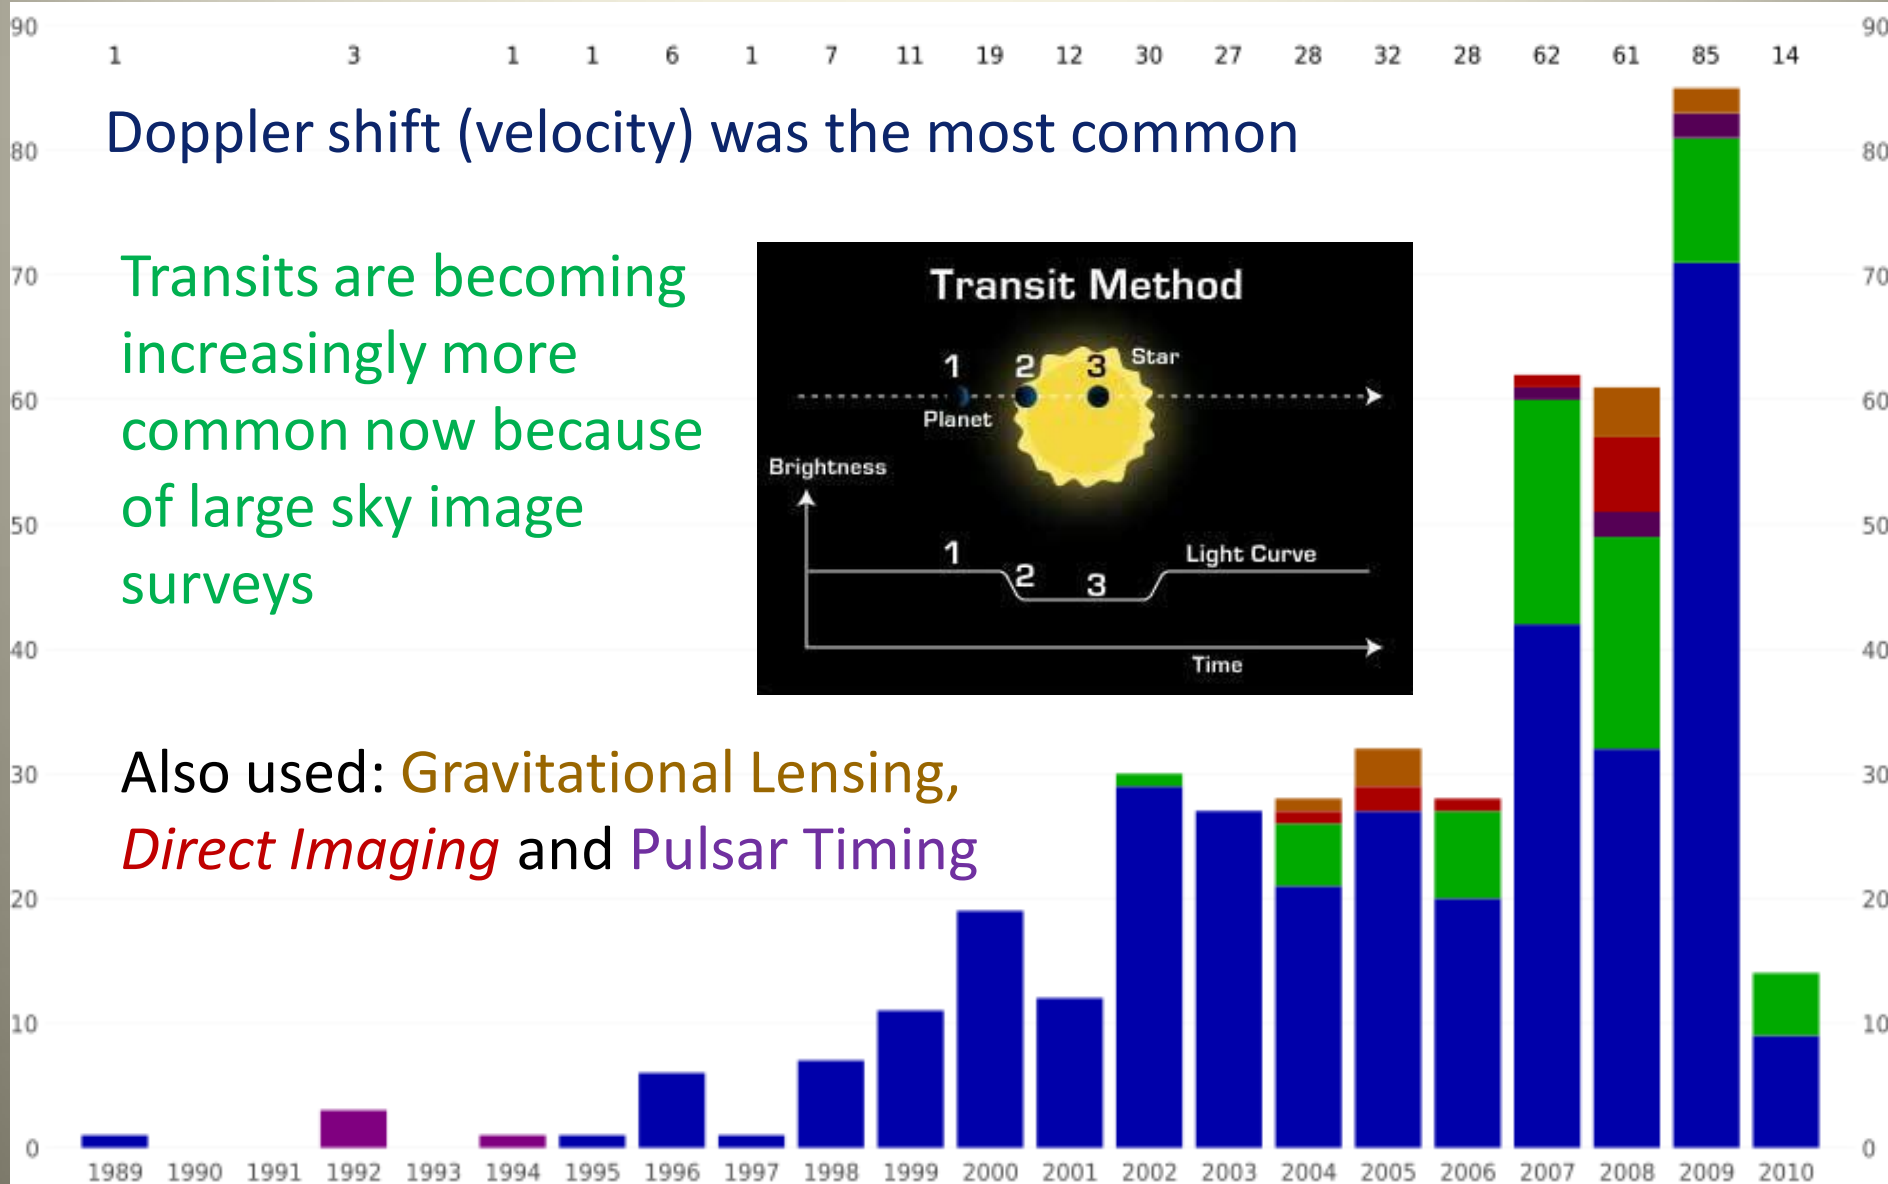 90 90
1 3 1 1 6 1 7 11 19 12 30 27 28 32 28 62 61 85 14
Doppler shift (velocity) was the most common
80 80
Transits are becoming
increasingly more
common now because
of large sky image
surveys
70 70
Transit Method
1 2 3 Star
Planet
Brightness
1 2 3 Light Curve
Time
60 60
50 50
40 40
Also used: Gravitational Lensing,
Direct Imaging and Pulsar Timing
30 30
20 20
10 10
0 0
1989 1990 1991 1992 1993 1994 1995 1996 1997 1998 1999 2000 2001 2002 2003 2004 2005 2006 2007 2008 2009 2010